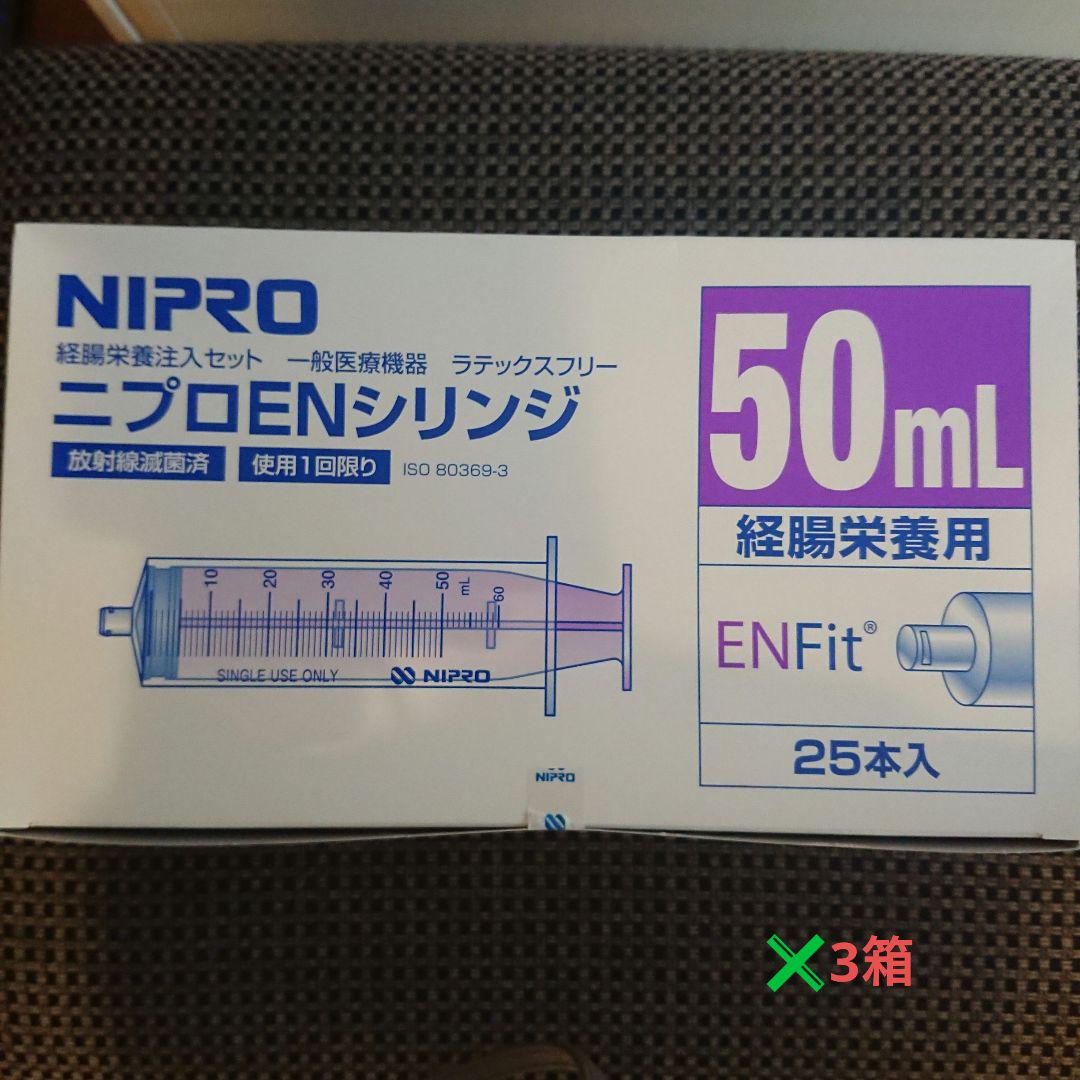 NIPRO
経腸栄養注入セット 一般医療機器 ラテックスフリー
ニプロENシリンジ
放射線滅菌済 使用1回限り ISO 80369-3
50mL
経腸栄養用
ENFit®
25本入
10 20 30 40 50 mL 60
SINGLE USE ONLY NIPRO
NIPRO
❌3箱